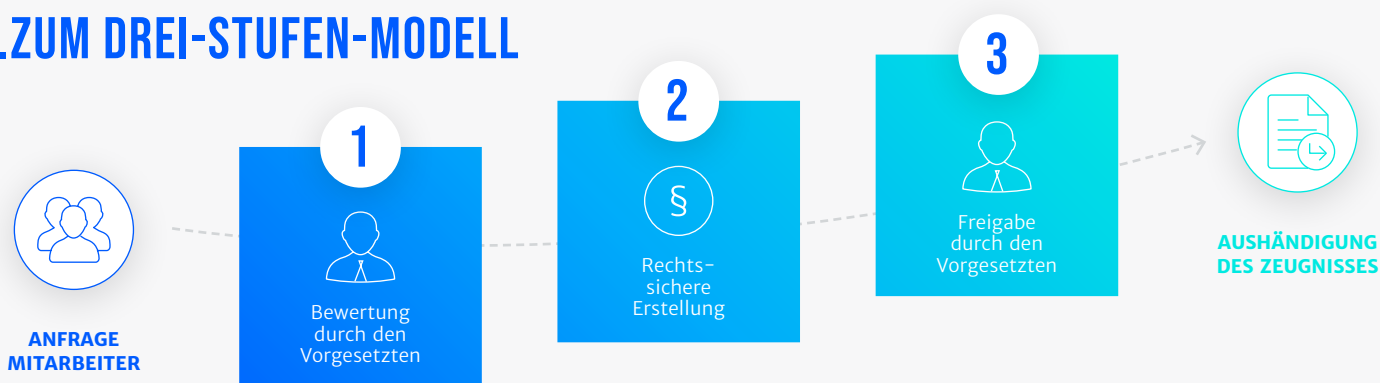 .ZUM DREI-STUFEN-MODELL
ANFRAGE
MITARBEITER
1
Bewertung
durch den
Vorgesetzten
2
§
Rechts-
sichere
Erstellung
3
Freigabe
durch den
Vorgesetzten
AUSHÄNDIGUNG
DES ZEUGNISSES